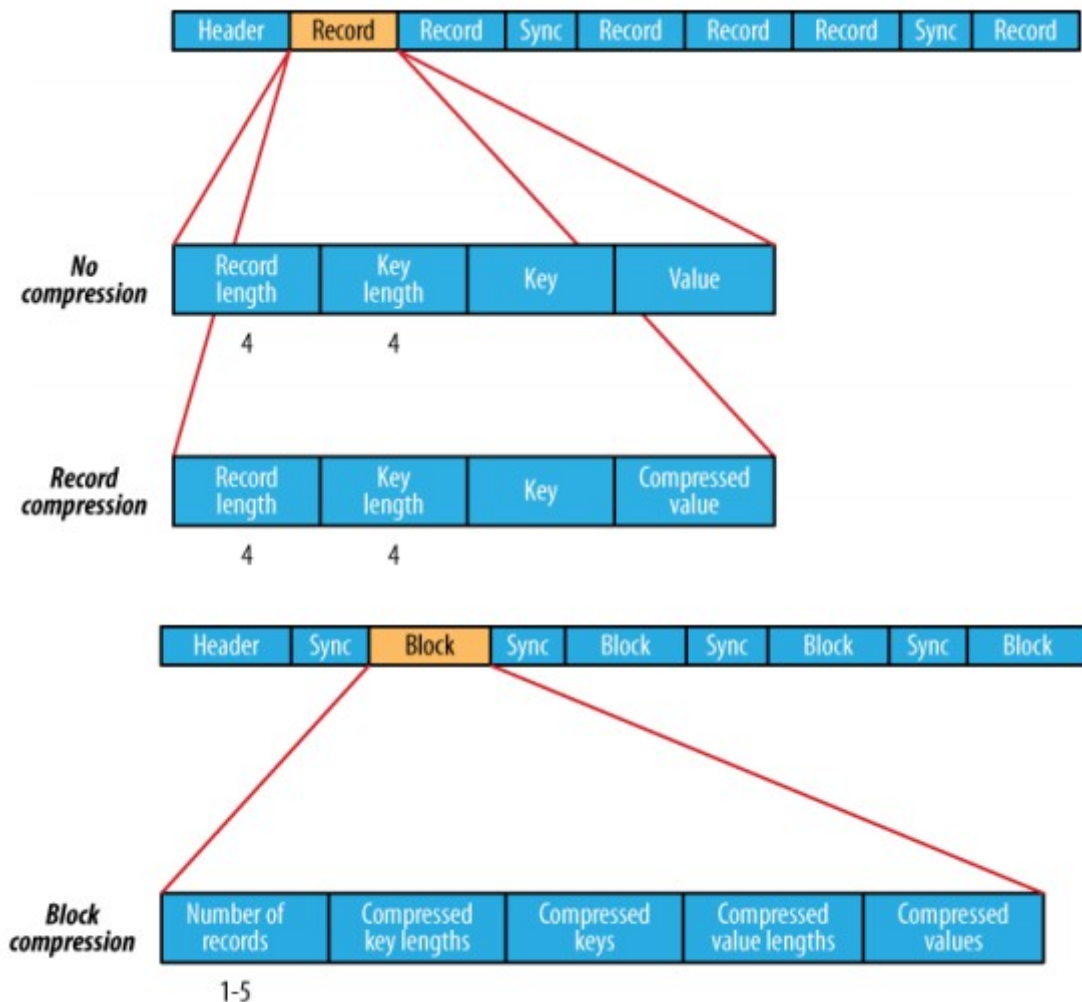 Header Record Record Sync Record Record Record Sync Record
No
compression
Record
length
Key
length
Key
Value
4 4
Record
compression
Record
length
Key
length
Key
Compressed
value
4 4
Header Sync Block Sync Block Sync Block Sync Block
Block
compression
Number of
records
Compressed
key lengths
Compressed
keys
Compressed
value lengths
Compressed
values
1-5